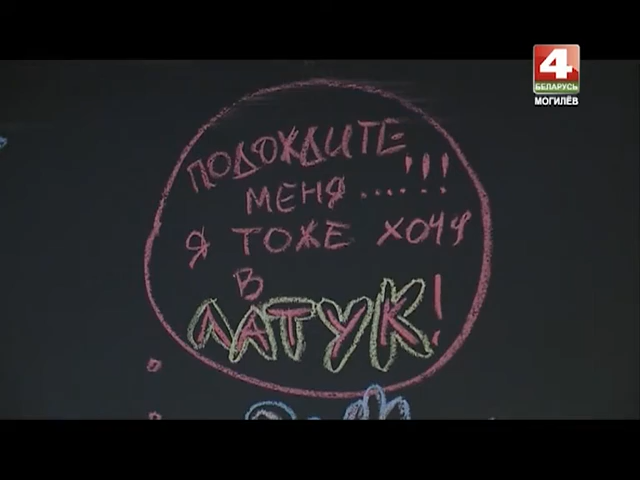 4
БЕЛАРУСЬ
МОГИЛЁВ
ПОДОЖДИТЕ
МЕНЯ....!!!
Я ТОЖЕ ХОЧУ
В
ЛАТУК!